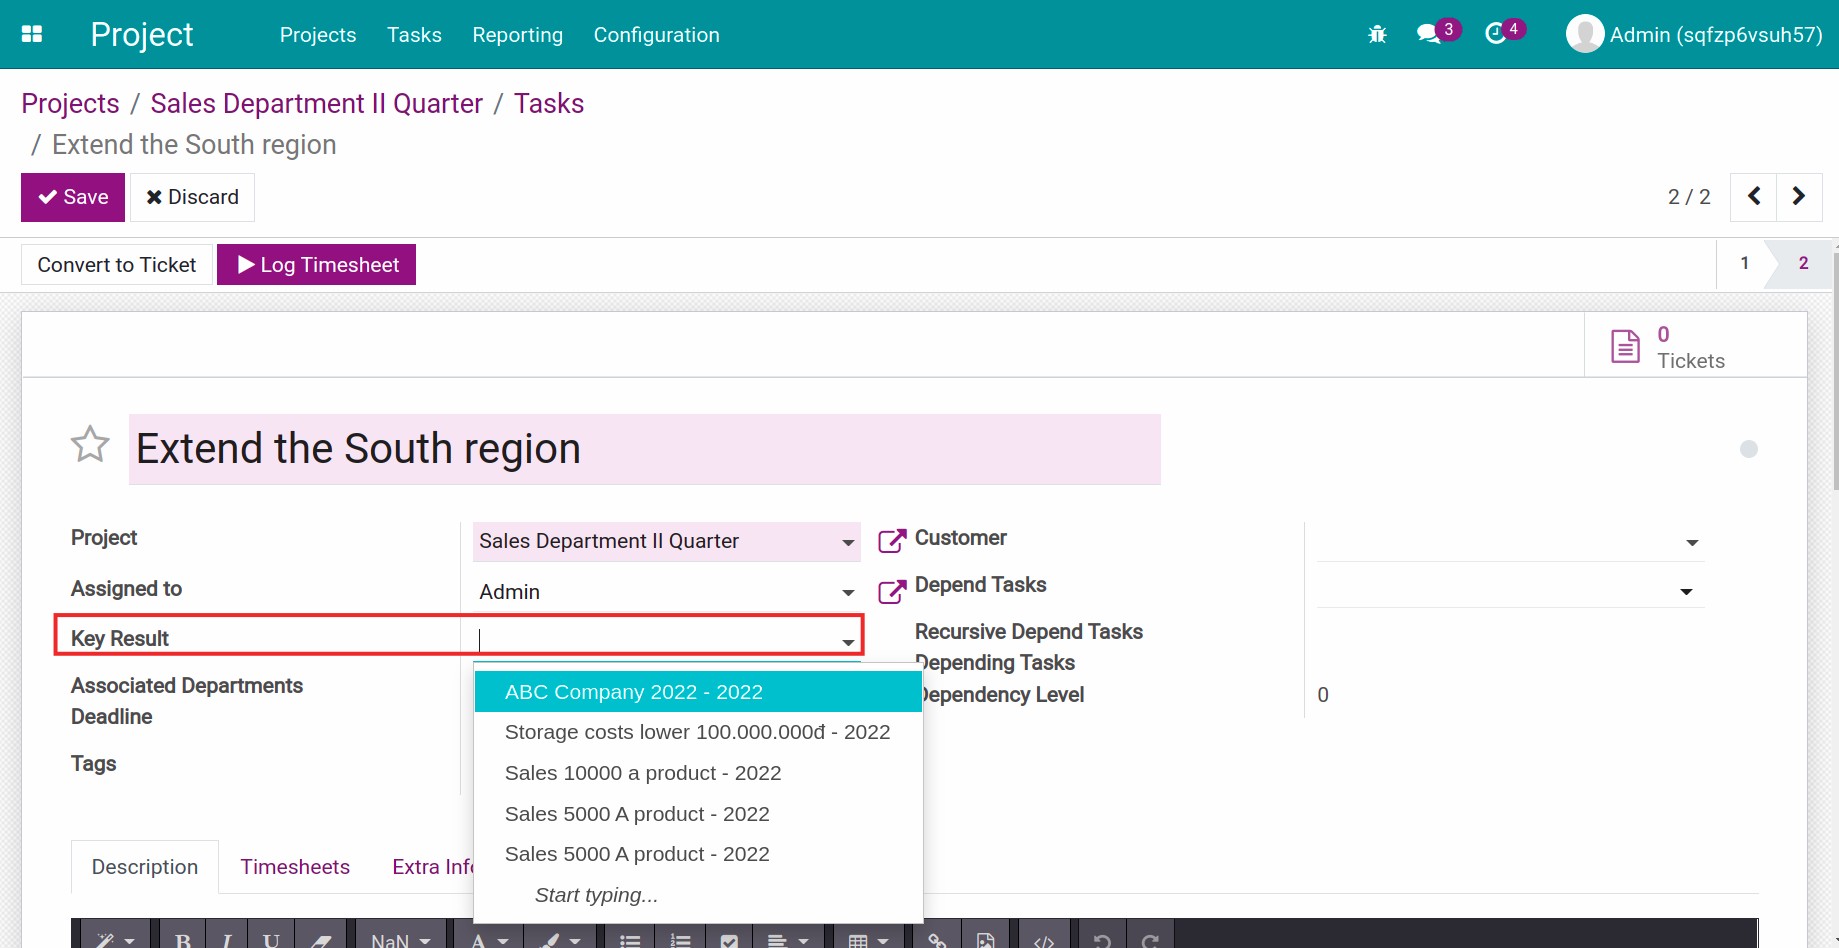 Project Projects Tasks Reporting Configuration 3 4 Admin (sqfzp6vsuh57)
Projects / Sales Department II Quarter / Tasks
/ Extend the South region
Save Discard 2 / 2
Convert to Ticket Log Timesheet 1 2
0
Tickets
Extend the South region
Project Sales Department II Quarter
Assigned to Admin
Key Result
Associated Departments
Deadline
Tags
Customer
Depend Tasks
Recursive Depend Tasks
Depending Tasks
Dependency Level 0
ABC Company 2022 - 2022
Storage costs lower 100.000.000đ - 2022
Sales 10000 a product - 2022
Sales 5000 A product - 2022
Sales 5000 A product - 2022
Start typing...
Description Timesheets Extra Info
B I U NaN A